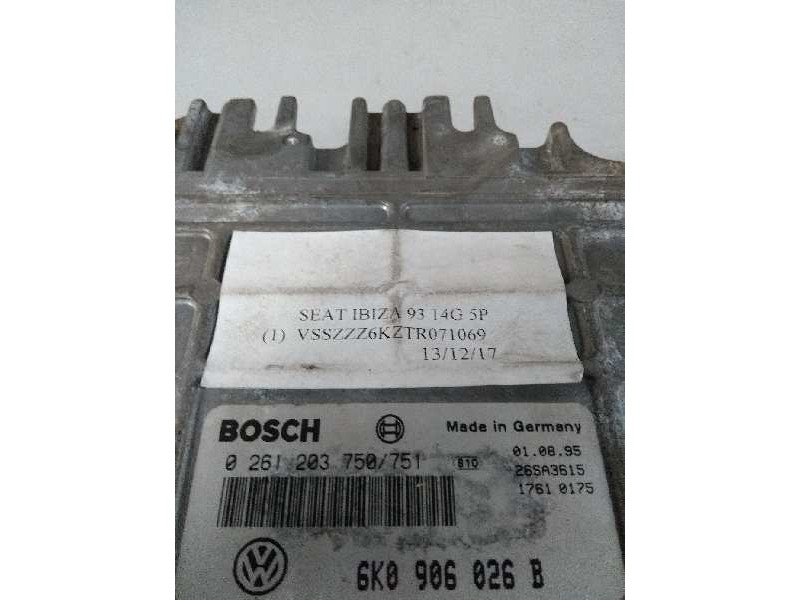 SEAT IBIZA 93 14G 5P
(1) VSSZZZ6KZTR071069
13/12/17
BOSCH Made in Germany
0 261 203 750/751 01.08.95
26SA3615
1761 0175
6K0 906 026 B